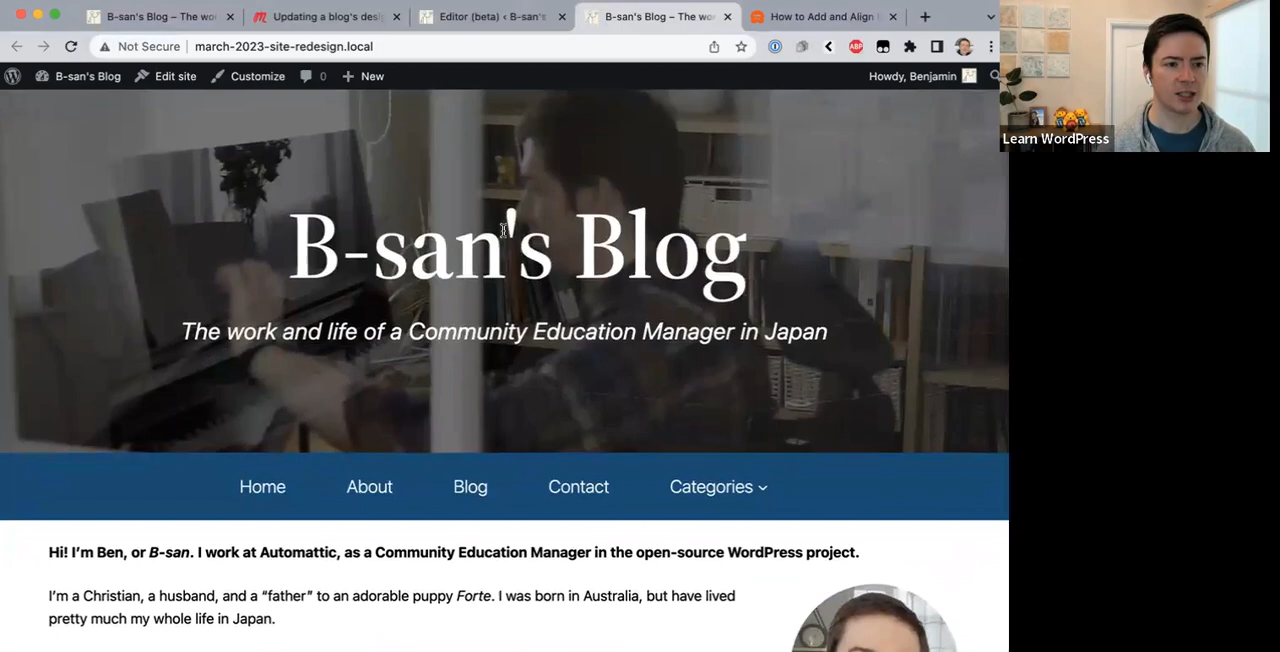 B-san's Blog – The wo
Updating a blog's desi
Editor (beta) ‹ B-san's
B-san's Blog – The wo
How to Add and Align
Not Secure
march-2023-site-redesign.local
ABP
B-san's Blog
Edit site
Customize
0
New
Howdy, Benjamin
Learn WordPress
B-san's Blog
The work and life of a Community Education Manager in Japan
Home
About
Blog
Contact
Categories
Hi! I'm Ben, or B-san. I work at Automattic, as a Community Education Manager in the open-source WordPress project.
I'm a Christian, a husband, and a “father” to an adorable puppy Forte. I was born in Australia, but have lived
pretty much my whole life in Japan.